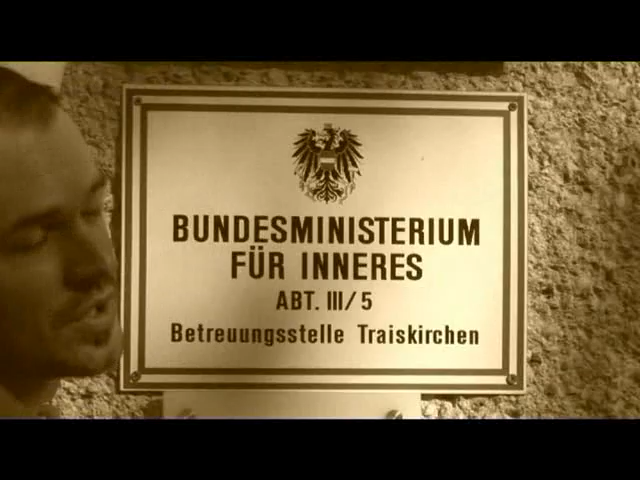 BUNDESMINISTERIUM
FÜR INNERES
ABT. III/5
Betreuungsstelle Traiskirchen